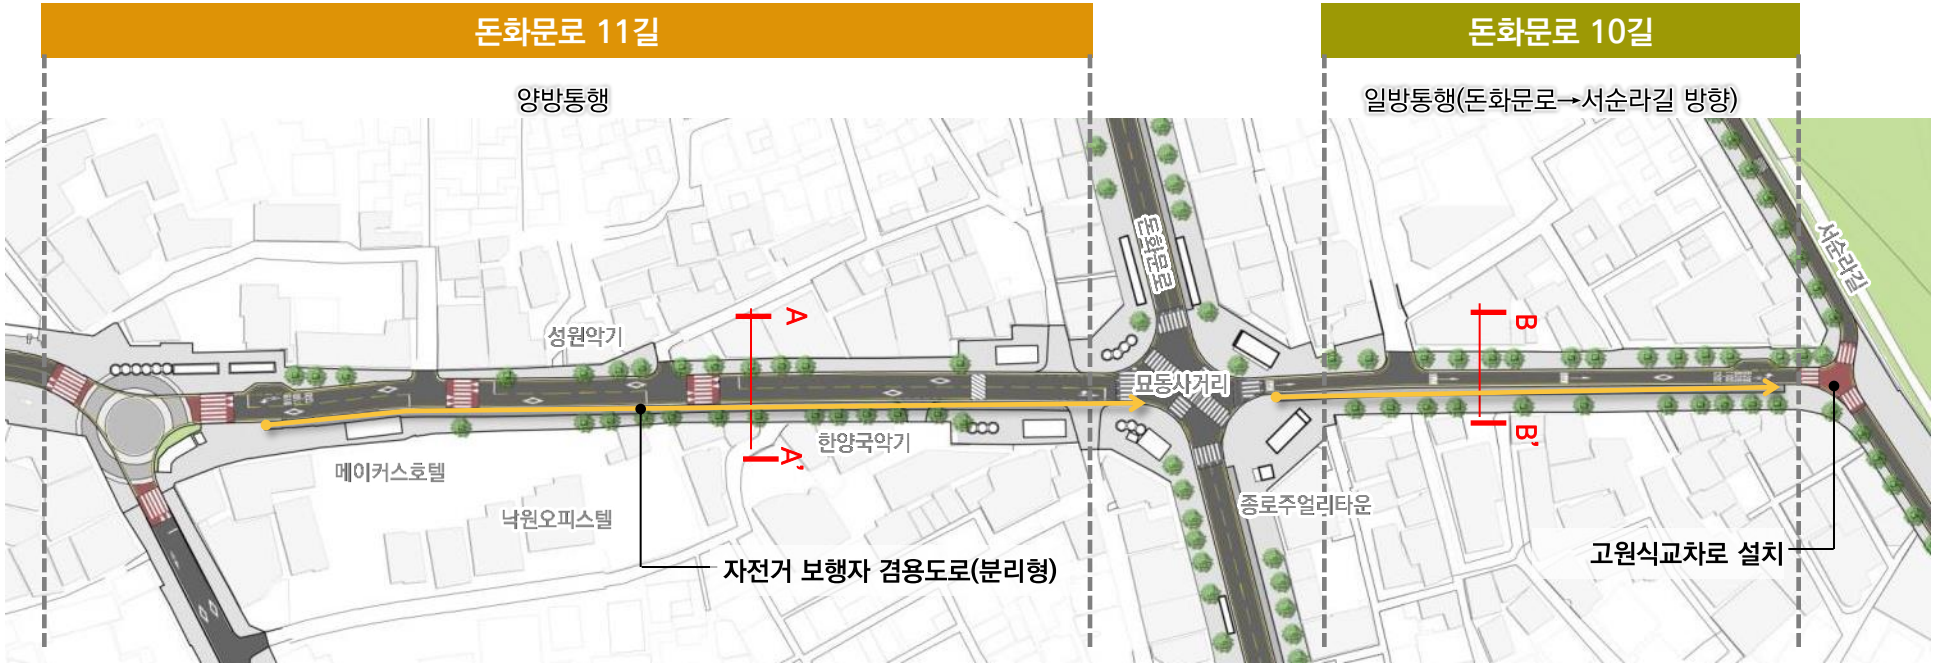 돈화문로 11길
돈화문로 10길
양방통행
일방통행(돈화문로→서순라길 방향)
돈화문로
서순라길
성원악기
A
B
묘동사거리
한양국악기
A'
B'
메이커스호텔
낙원오피스텔
종로주얼리타운
자전거 보행자 겸용도로(분리형)
고원식교차로 설치